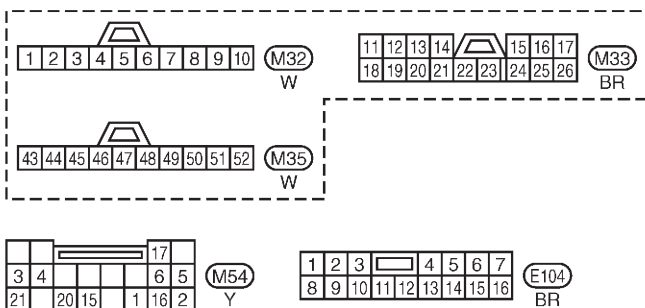 1 2 3 4 5 6 7 8 9 10 M32
W
11 12 13 14 15 16 17
18 19 20 21 22 23 24 25 26
M33
BR
43 44 45 46 47 48 49 50 51 52 M35
W
17
3 4 6 5
21 20 15 1 16 2
M54
Y
1 2 3 4 5 6 7
8 9 10 11 12 13 14 15 16
E104
BR